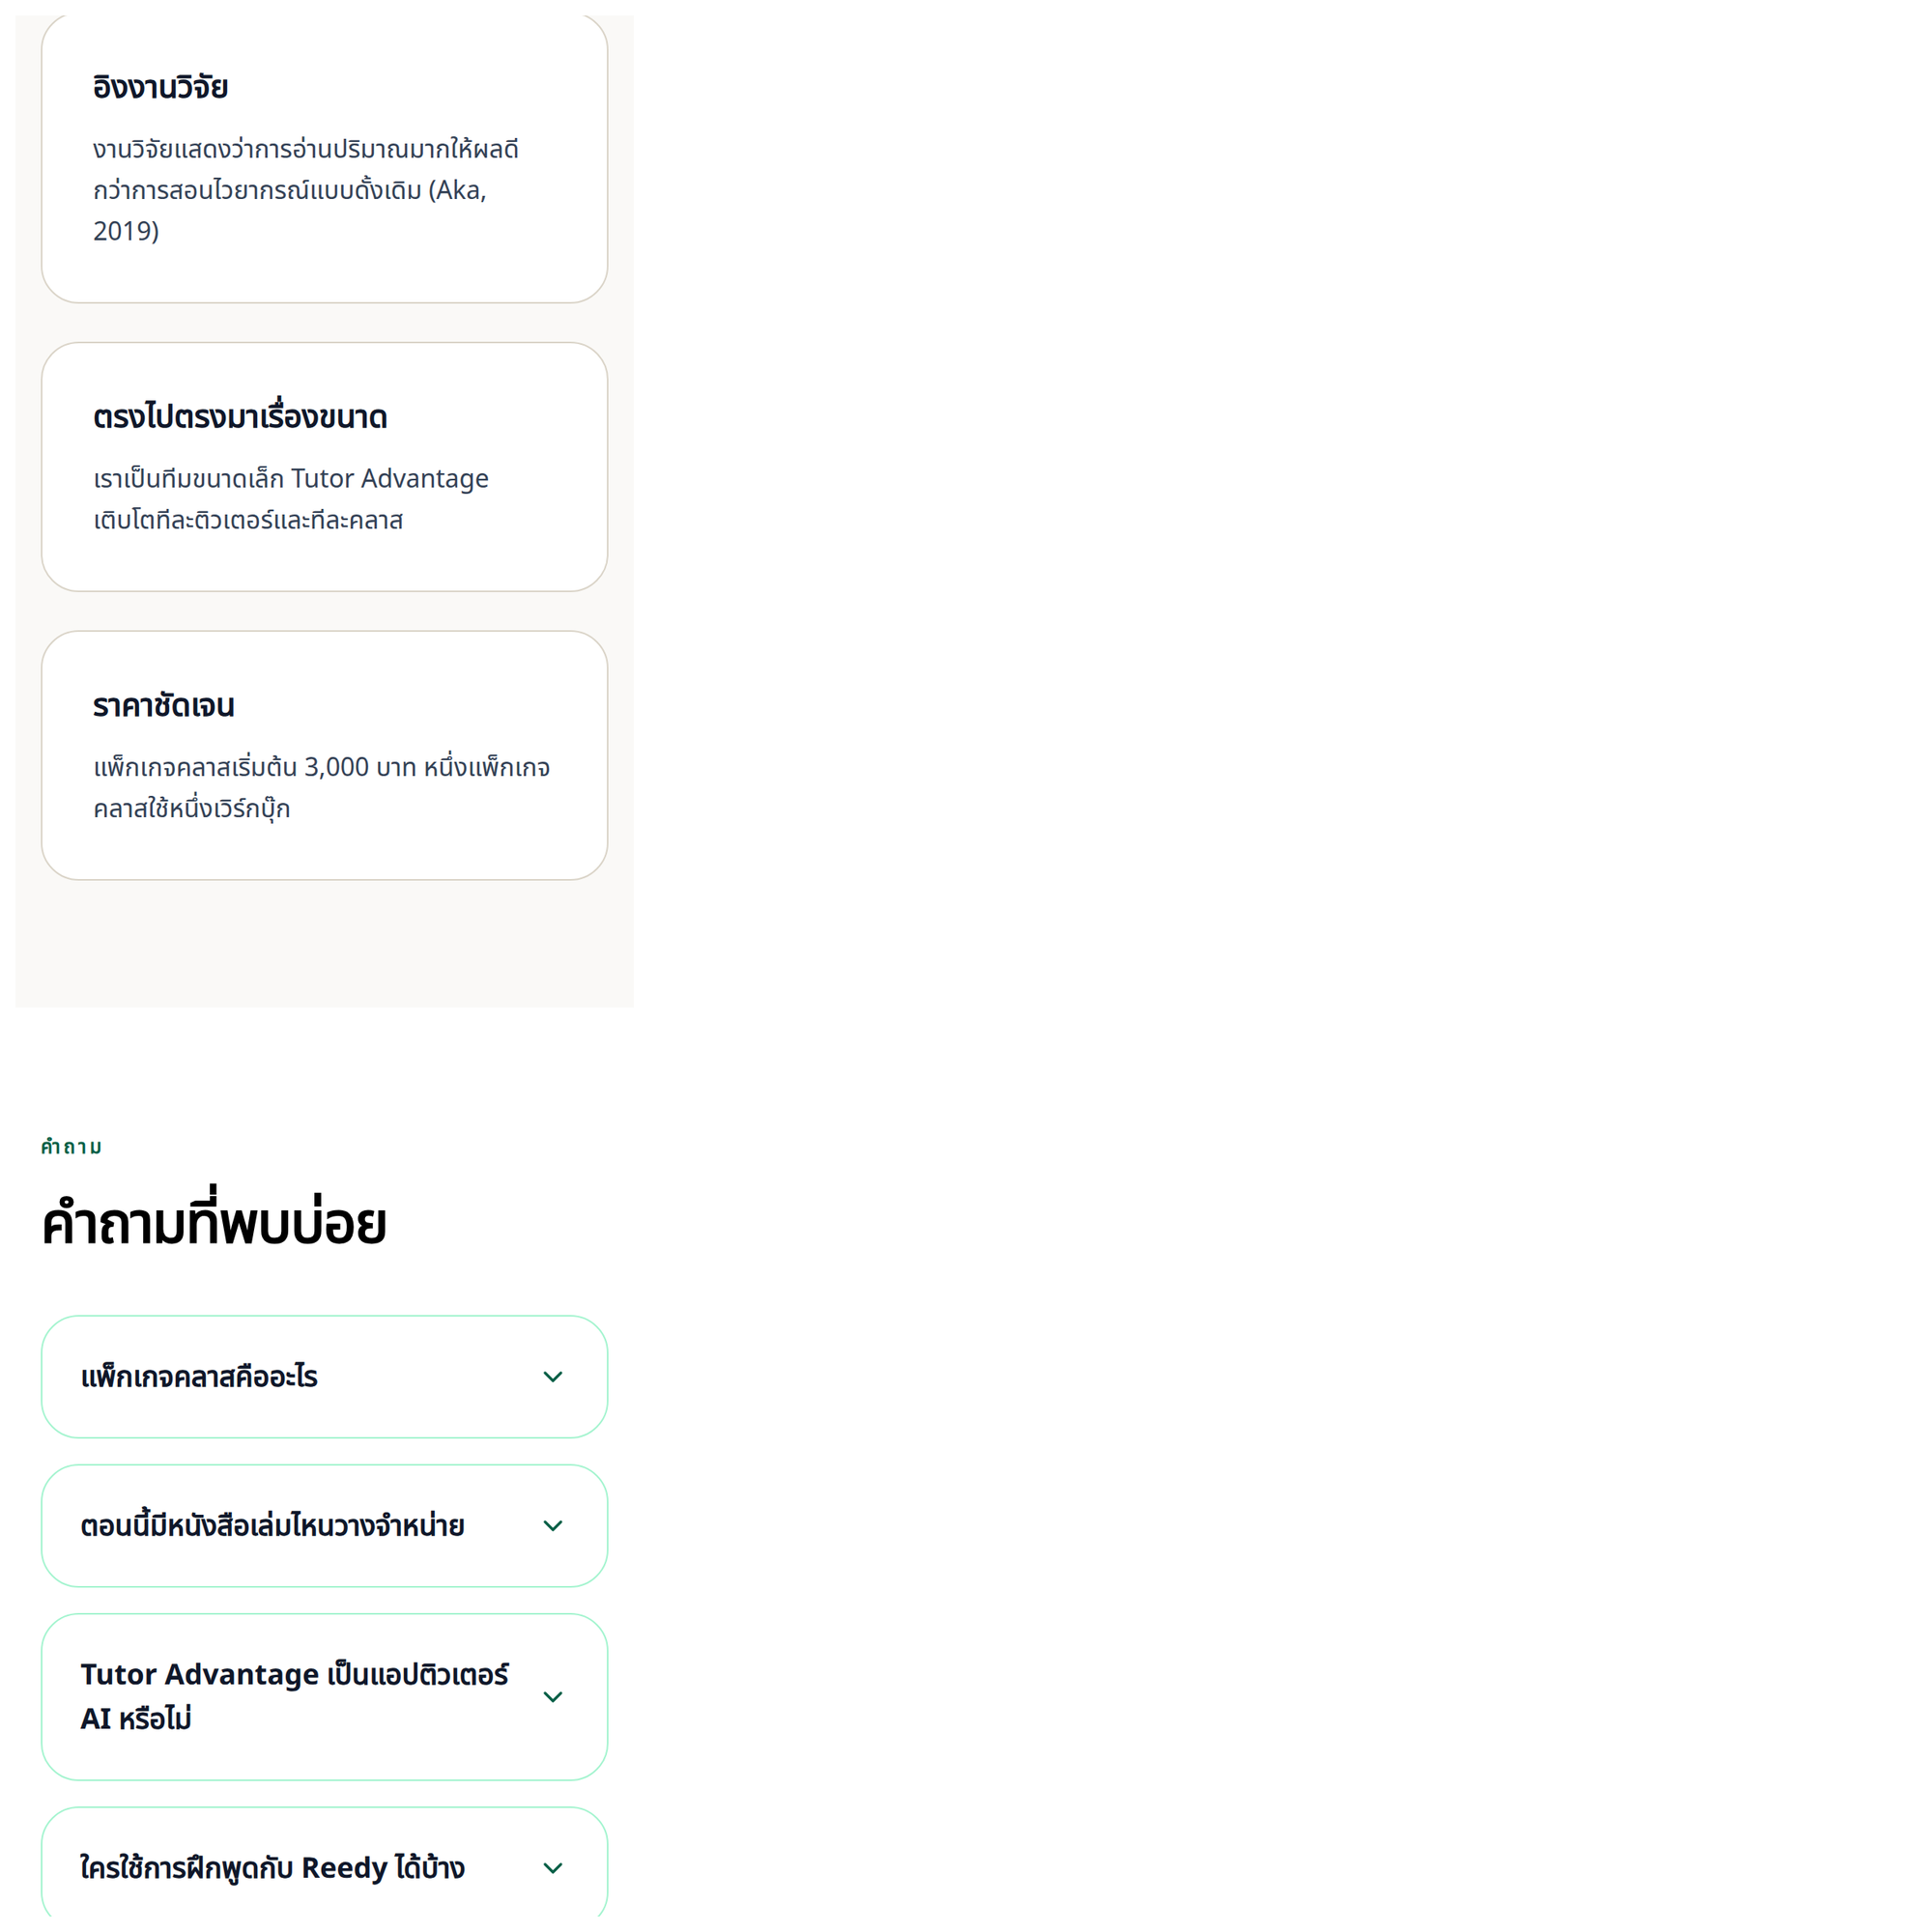 อิงงานวิจัย
งานวิจัยแสดงว่าการอ่านปริมาณมากให้ผลดี
กว่าการสอนไวยากรณ์แบบดั้งเดิม (Aka,
2019)
ตรงไปตรงมาเรื่องขนาด
เราเป็นทีมขนาดเล็ก Tutor Advantage
เติบโตทีละติวเตอร์และทีละคลาส
ราคาชัดเจน
แพ็กเกจคลาสเริ่มต้น 3,000 บาท หนึ่งแพ็กเกจ
คลาสใช้หนึ่งเวิร์กบุ๊ก
คำถาม
คำถามที่พบบ่อย
แพ็กเกจคลาสคืออะไร
ตอนนี้มีหนังสือเล่มไหนวางจำหน่าย
Tutor Advantage เป็นแอปติวเตอร์
AI หรือไม่
ใครใช้การฝึกพูดกับ Reedy ได้บ้าง